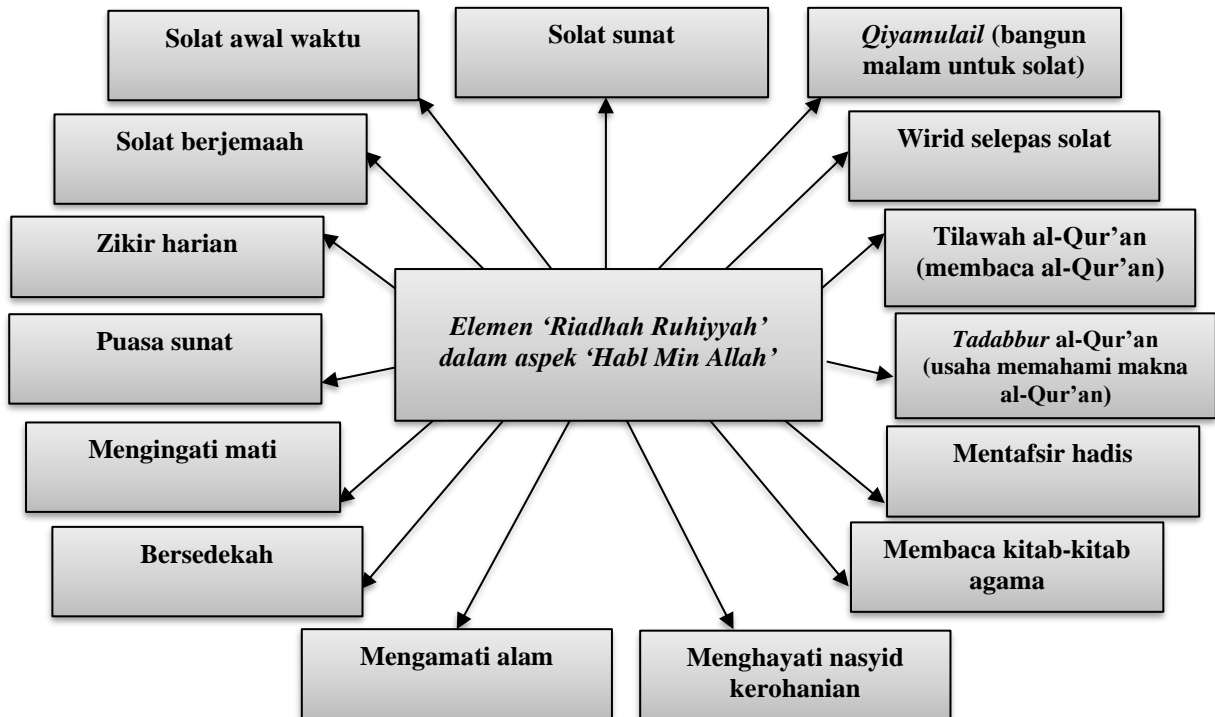 Solat awal waktu
Solat sunat
Qiyamulail (bangun
malam untuk solat)
Solat berjemaah
Wirid selepas solat
Zikir harian
Tilawah al-Qur’an
(membaca al-Qur’an)
Elemen ‘Riadhah Ruhiyyah’
dalam aspek ‘Habl Min Allah’
Puasa sunat
Tadabbur al-Qur’an
(usaha memahami makna
al-Qur’an)
Mengingati mati
Mentafsir hadis
Bersedekah
Membaca kitab-kitab
agama
Mengamati alam
Menghayati nasyid
kerohanian